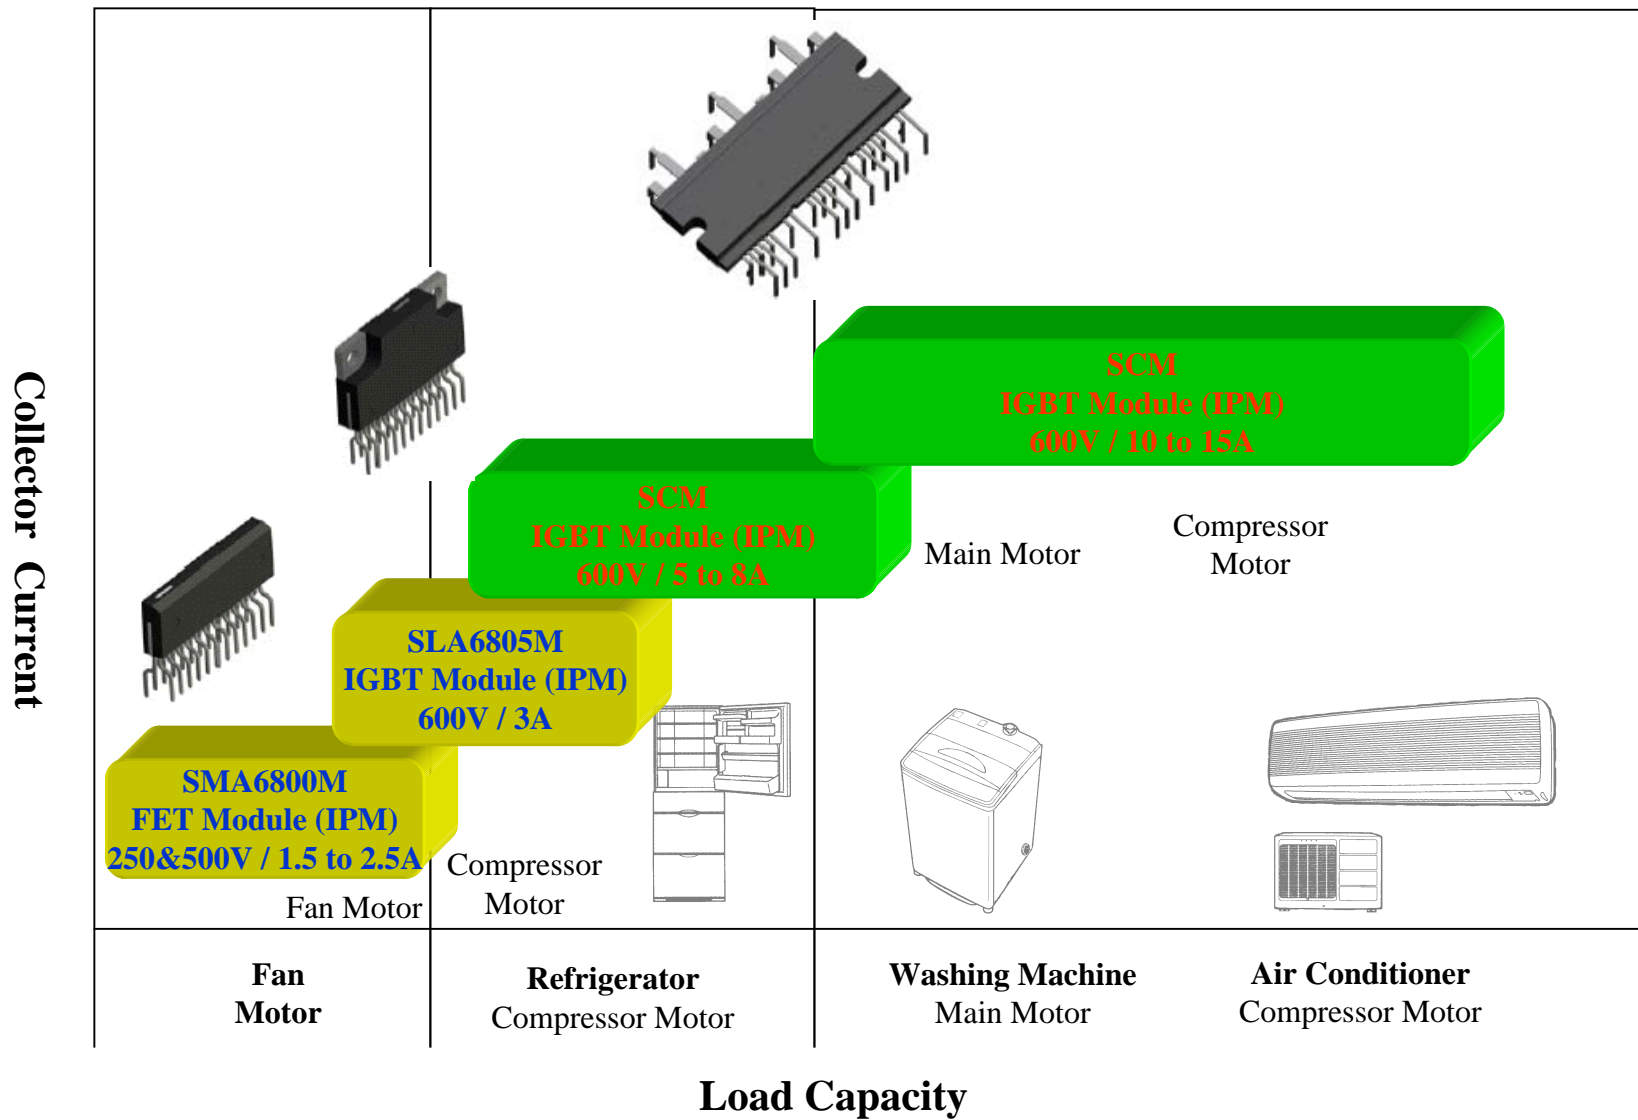 Collector Current
SCM
IGBT Module (IPM)
600V / 10 to 15A
SCM
IGBT Module (IPM)
600V / 5 to 8A
Main Motor
Compressor
Motor
SLA6805M
IGBT Module (IPM)
600V / 3A
SMA6800M
FET Module (IPM)
250&500V / 1.5 to 2.5A
Fan Motor
Compressor
Motor
Fan
Motor
Refrigerator
Compressor Motor
Washing Machine
Main Motor
Air Conditioner
Compressor Motor
Load Capacity